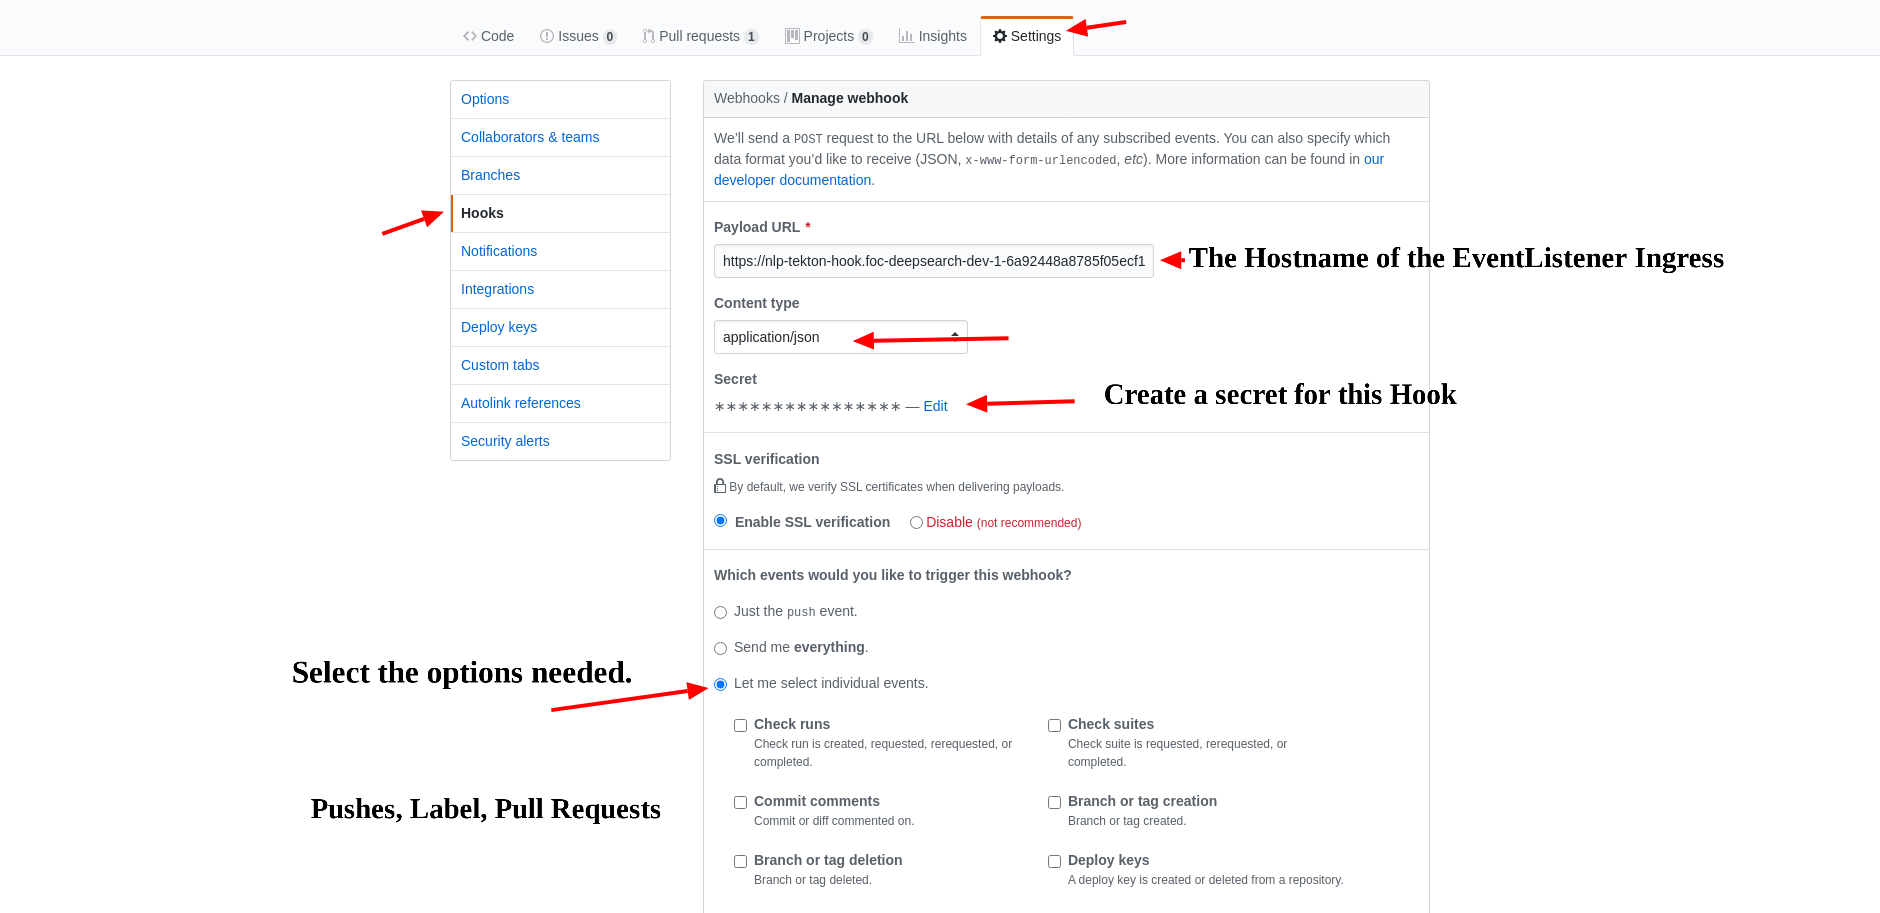 Code Issues 0 Pull requests 1 Projects 0 Insights Settings
Options
Collaborators & teams
Branches
Hooks
Notifications
Integrations
Deploy keys
Custom tabs
Autolink references
Security alerts
Webhooks / Manage webhook
We'll send a POST request to the URL below with details of any subscribed events. You can also specify which
data format you'd like to receive (JSON, x-www-form-urlencoded, etc). More information can be found in our
developer documentation.
Payload URL *
https://nlp-tekton-hook.foc-deepsearch-dev-1-6a92448a8785f05ecf1
The Hostname of the EventListener Ingress
Content type
application/json
Secret
**************** — Edit
Create a secret for this Hook
SSL verification
By default, we verify SSL certificates when delivering payloads.
Enable SSL verification Disable (not recommended)
Which events would you like to trigger this webhook?
Just the push event.
Send me everything.
Select the options needed.
Let me select individual events.
Pushes, Label, Pull Requests
Check runs
Check run is created, requested, rerequested, or
completed.
Check suites
Check suite is requested, rerequested, or
completed.
Commit comments
Commit or diff commented on.
Branch or tag creation
Branch or tag created.
Branch or tag deletion
Branch or tag deleted.
Deploy keys
A deploy key is created or deleted from a repository.